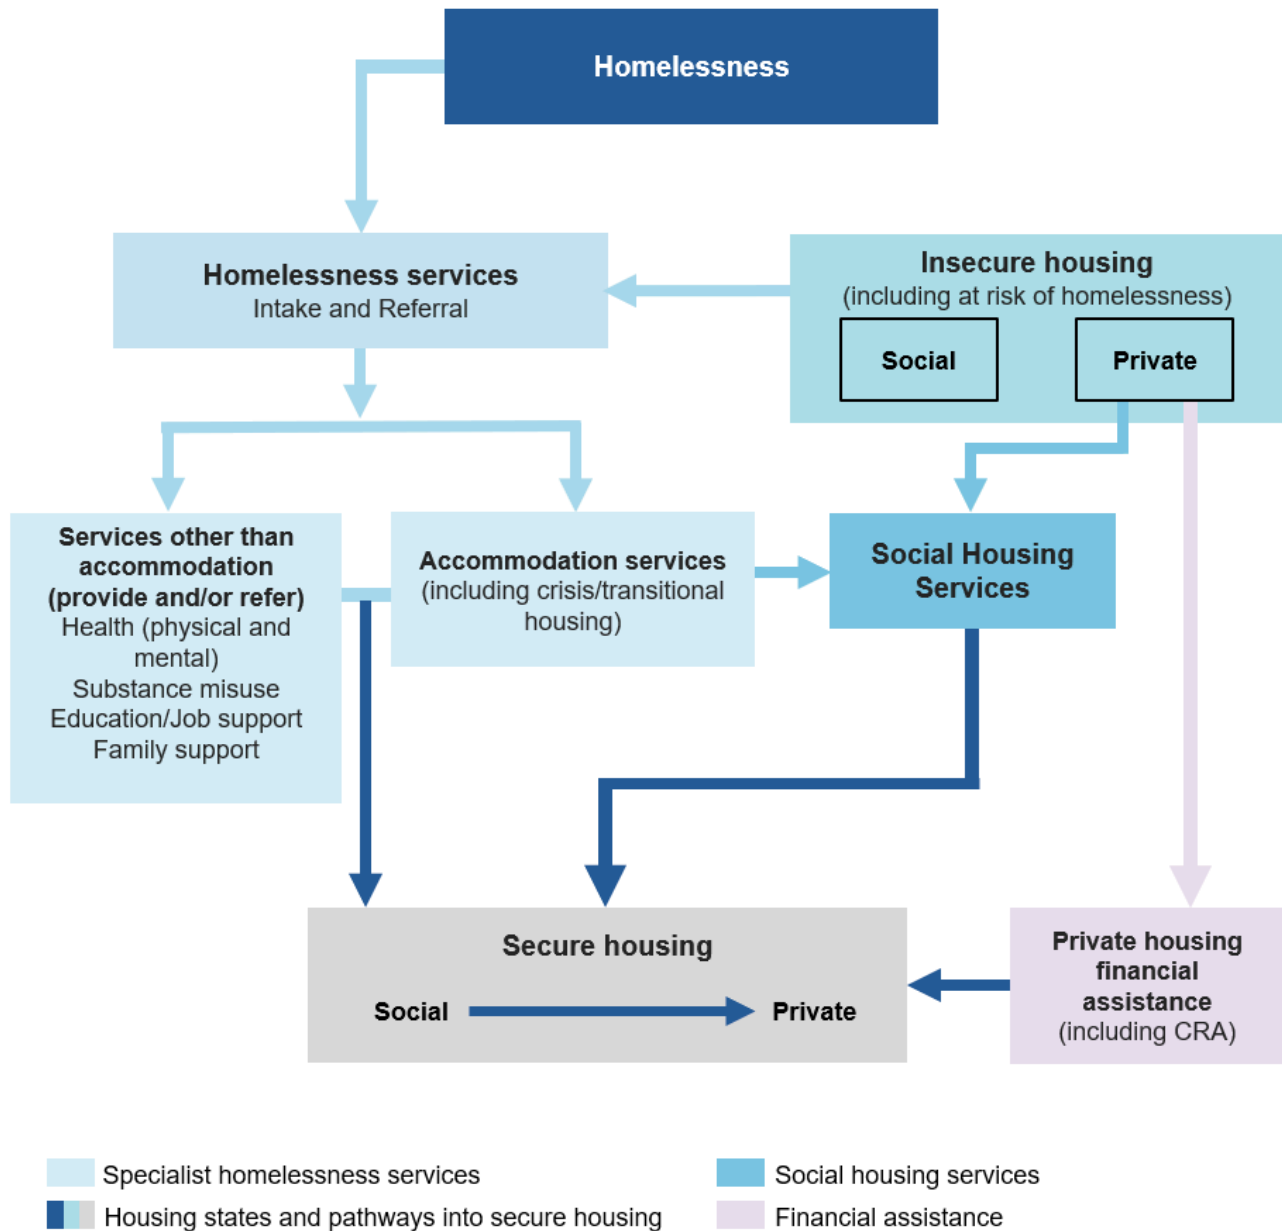 Homelessness
Homelessness services
Intake and Referral
Insecure housing
(including at risk of homelessness)
Social
Private
Services other than
accommodation
(provide and/or refer)
Health (physical and
mental)
Substance misuse
Education/Job support
Family support
Accommodation services
(including crisis/transitional
housing)
Social Housing
Services
Secure housing
Social
Private
Private housing
financial
assistance
(including CRA)
Specialist homelessness services
Social housing services
Housing states and pathways into secure housing
Financial assistance